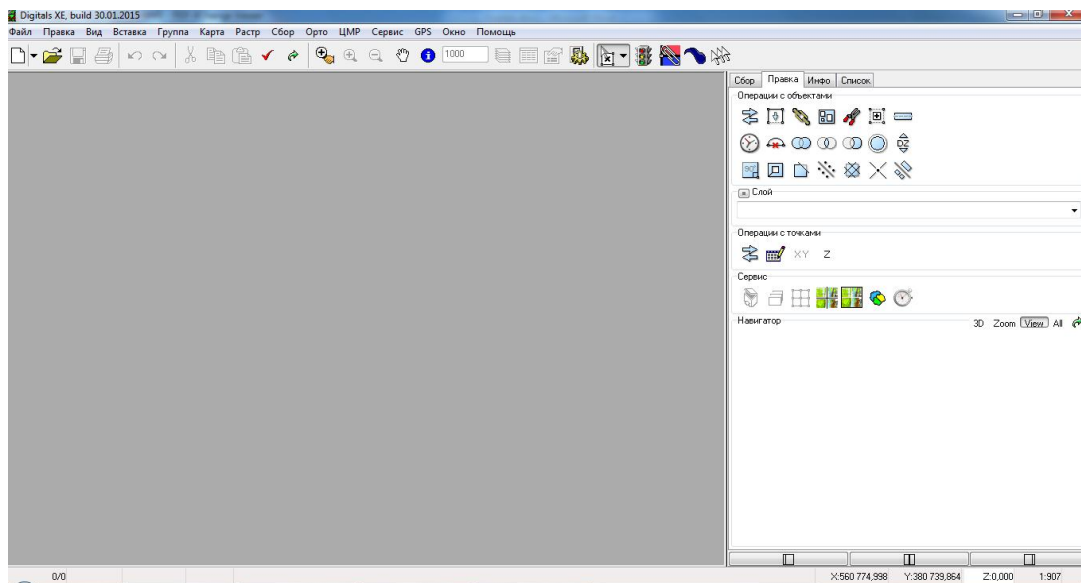 Digitals XE, build 30.01.2015
Файл Правка Вид Вставка Группа Карта Растр Сбор Орто ЦМР Сервис GPS Окно Помощь
1000
Сбор Правка Инфо Список
Операции с объектами
DZ
90°
Слой
Операции с точками
XY Z
Сервис
Навигатор 3D Zoom View All
0/0 X:560 774,998 Y:380 739,864 Z:0,000 1:907